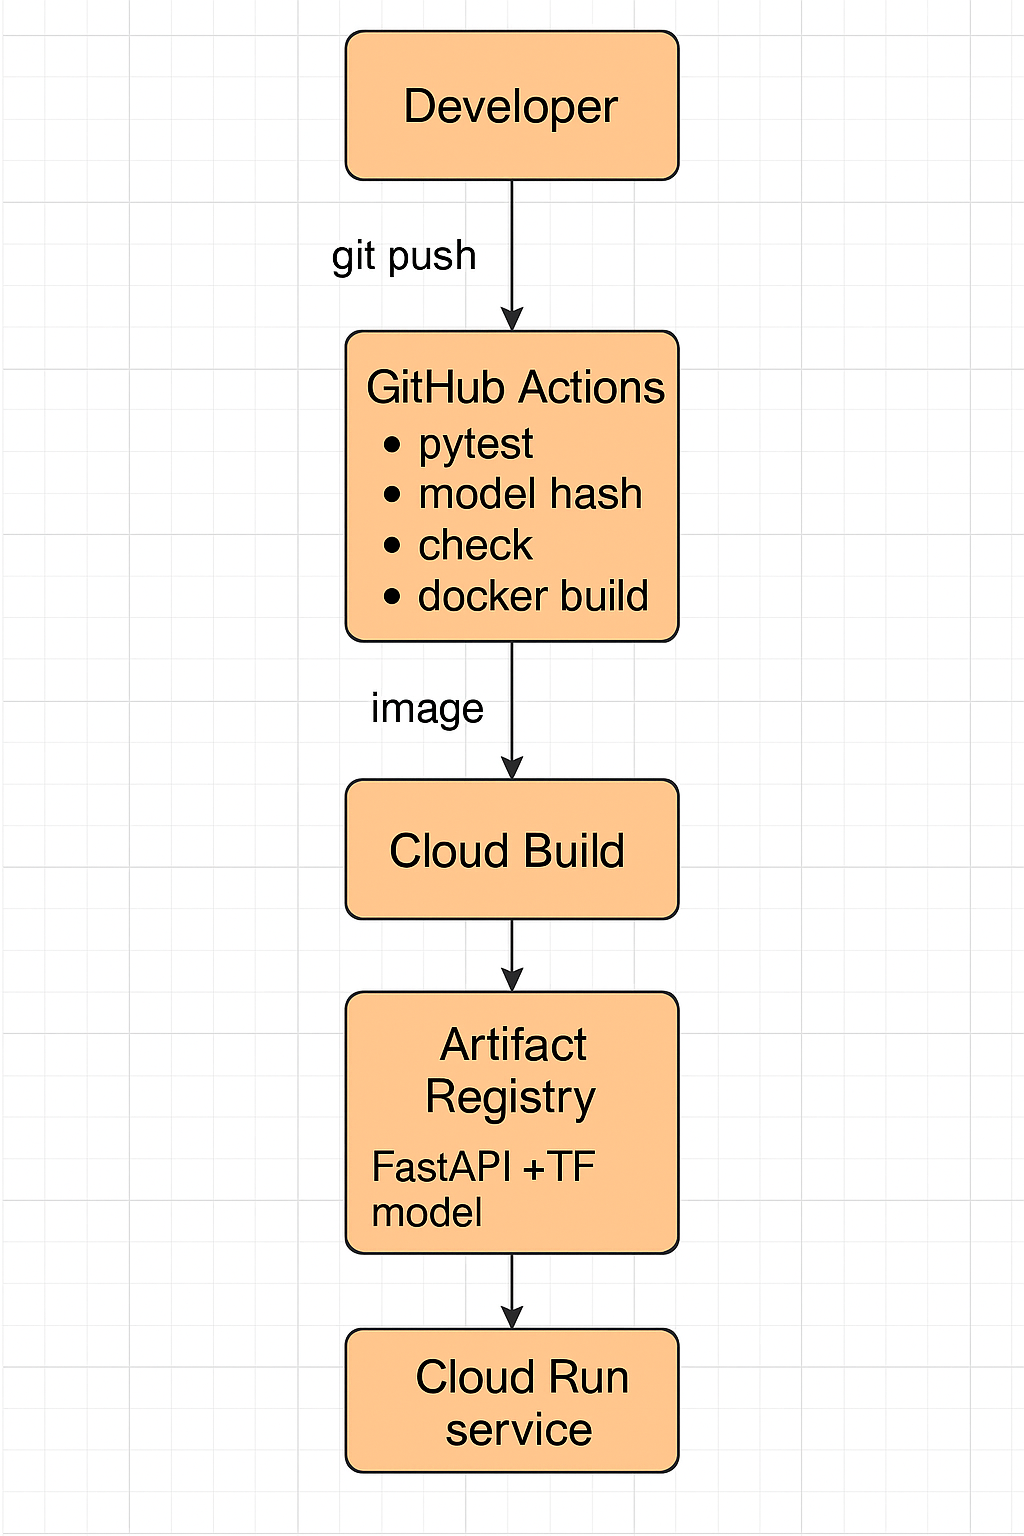 Developer
git push
GitHub Actions
• pytest
• model hash
• check
• docker build
image
Cloud Build
Artifact
Registry
FastAPI +TF
model
Cloud Run
service